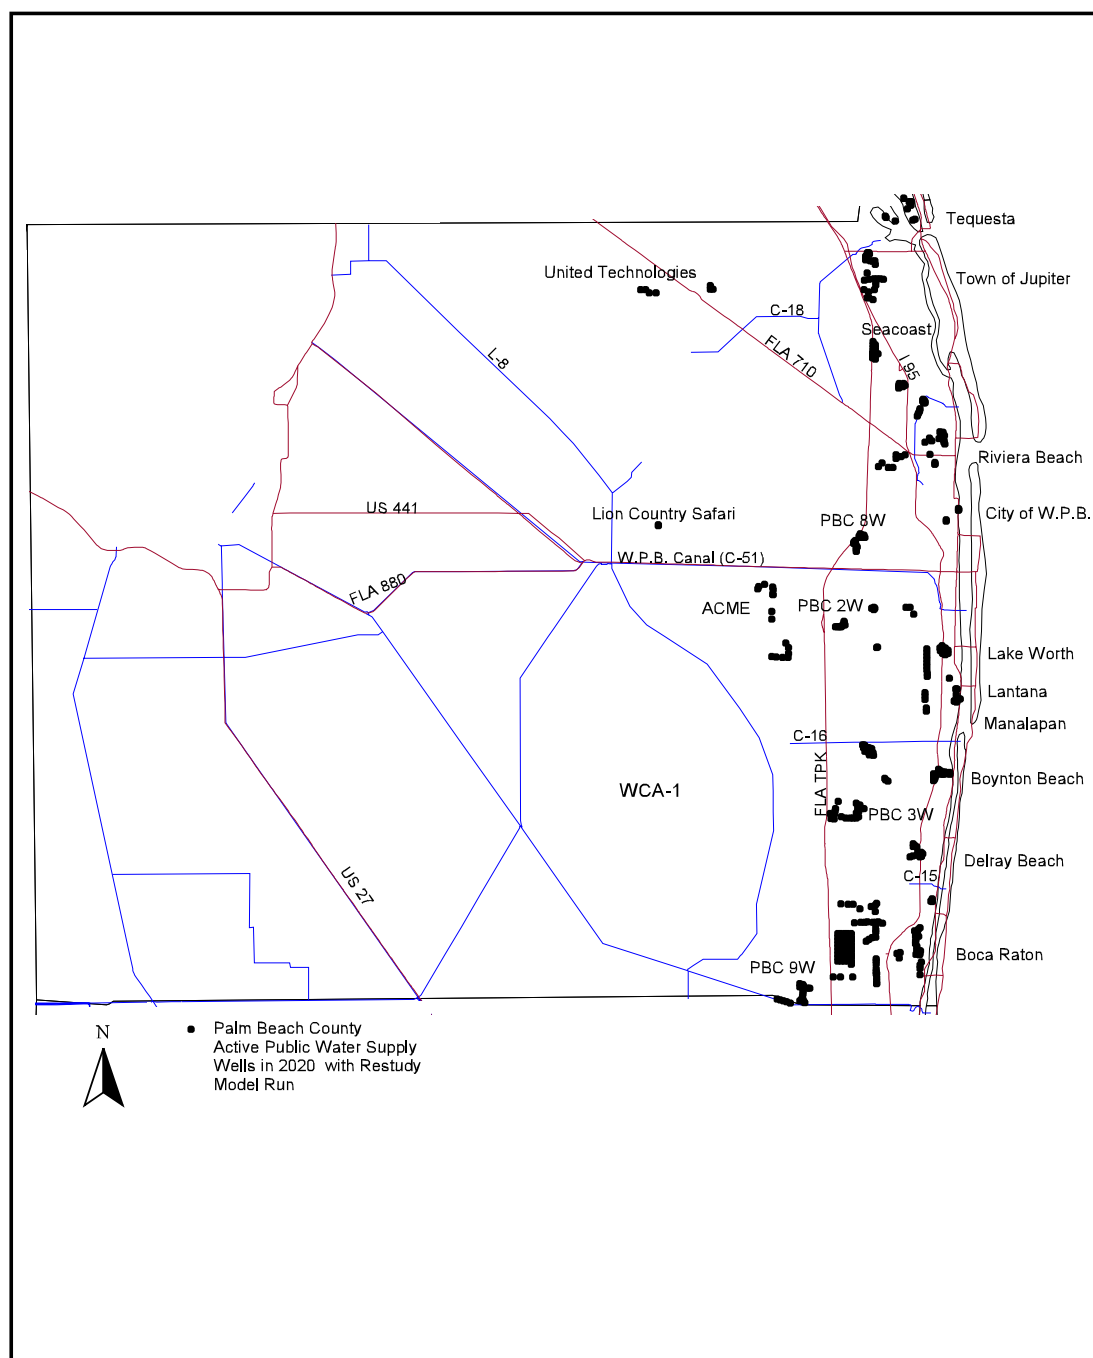 Tequesta
United Technologies
Town of Jupiter
C-18
Seacoast
FLA 710
I 95
L-8
Riviera Beach
US 441
Lion Country Safari
City of W.P.B.
PBC 8W
W.P.B. Canal (C-51)
FLA 880
ACME
PBC 2W
Lake Worth
Lantana
Manalapan
C-16
FLA TPK
WCA-1
Boynton Beach
PBC 3W
Delray Beach
C-15
US 27
Boca Raton
PBC 9W
N
Palm Beach County
Active Public Water Supply
Wells in 2020 with Restudy
Model Run